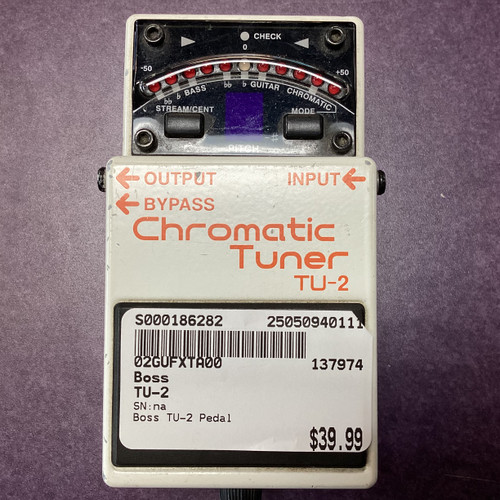 CHECK
0
-50 +50
♭♭ ♭ BASS ♭♭ ♭ GUITAR CHROMATIC
STREAM/CENT MODE
PITCH
OUTPUT INPUT
BYPASS
Chromatic
Tuner
TU-2
S000186282 25050940111
02GUFXTA00 137974
Boss
TU-2
SN:na
Boss TU-2 Pedal
$39.99